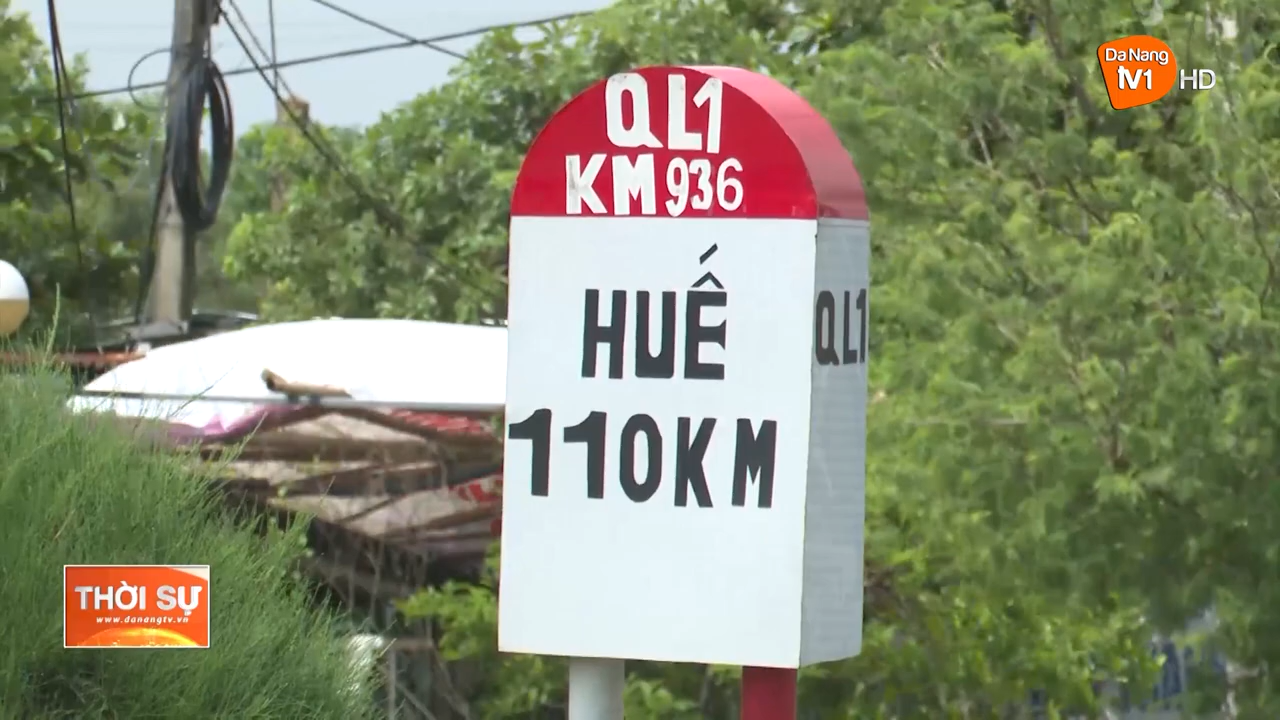 Da Nang
TV1 HD
QL1
KM 936
HUẾ
110KM
QL1
THỜI SỰ
www.danangtv.vn